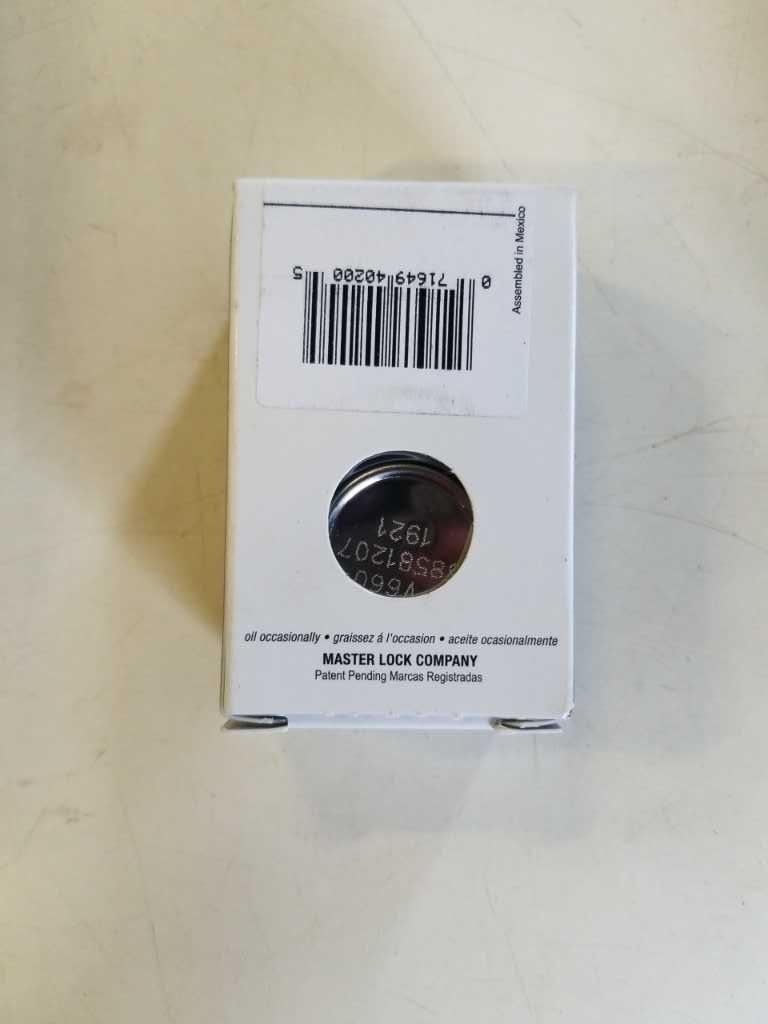 Assembled in Mexico
0 71649 40200 5
1921
8581207
V660
oil occasionally • graissez á l'occasion • aceite ocasionalmente
MASTER LOCK COMPANY
Patent Pending Marcas Registradas